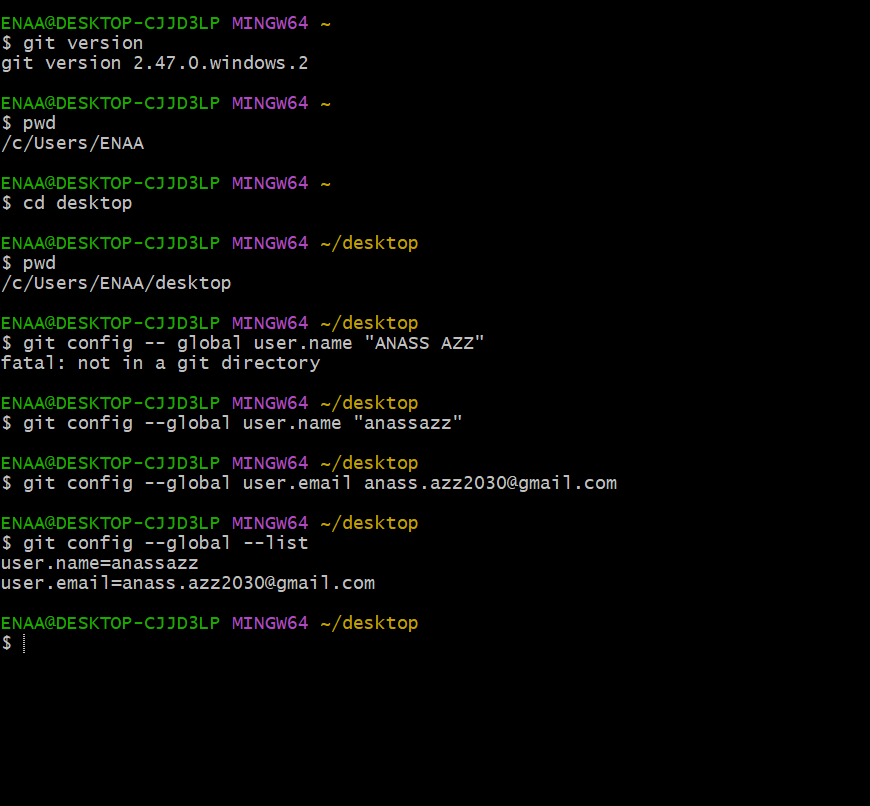 ENAA@DESKTOP-CJJD3LP MINGW64 ~
$ git version
git version 2.47.0.windows.2
ENAA@DESKTOP-CJJD3LP MINGW64 ~
$ pwd
/c/Users/ENAA
ENAA@DESKTOP-CJJD3LP MINGW64 ~
$ cd desktop
ENAA@DESKTOP-CJJD3LP MINGW64 ~/desktop
$ pwd
/c/Users/ENAA/desktop
ENAA@DESKTOP-CJJD3LP MINGW64 ~/desktop
$ git config -- global user.name "ANASS AZZ"
fatal: not in a git directory
ENAA@DESKTOP-CJJD3LP MINGW64 ~/desktop
$ git config --global user.name "anassazz"
ENAA@DESKTOP-CJJD3LP MINGW64 ~/desktop
$ git config --global user.email anass.azz2030@gmail.com
ENAA@DESKTOP-CJJD3LP MINGW64 ~/desktop
$ git config --global --list
user.name=anassazz
user.email=anass.azz2030@gmail.com
ENAA@DESKTOP-CJJD3LP MINGW64 ~/desktop
$